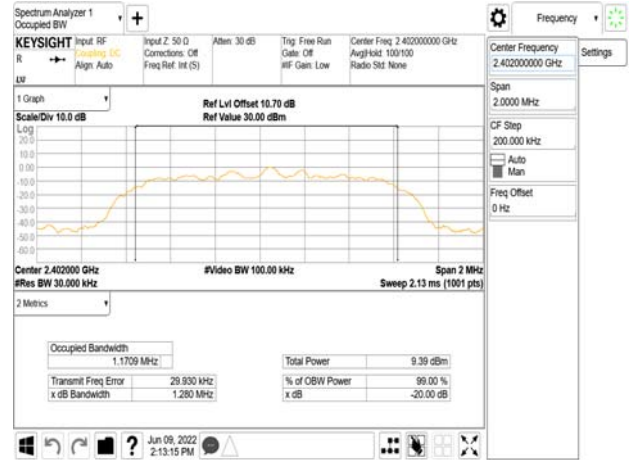 Spectrum Analyzer 1
Occupied BW
Frequency
KEYSIGHT
Input: RF
Coupling: DC
Align: Auto
Input Z: 50 Ω
Corrections: Off
Freq Ref: Int (S)
Atten: 30 dB
Trig: Free Run
Gate: Off
#IF Gain: Low
Center Freq: 2.402000000 GHz
Avg|Hold: 100/100
Radio Std: None
R
LVI
Center Frequency
2.402000000 GHz
Settings
Span
2.0000 MHz
CF Step
200.000 kHz
Auto
Man
Freq Offset
0 Hz
1 Graph
Scale/Div 10.0 dB
Ref Lvl Offset 10.70 dB
Ref Value 30.00 dBm
Log
20.0
10.0
0.00
-10.0
-20.0
-30.0
-40.0
-50.0
-60.0
Center 2.402000 GHz
#Video BW 100.00 kHz
Span 2 MHz
#Res BW 30.000 kHz
Sweep 2.13 ms (1001 pts)
2 Metrics
Occupied Bandwidth
1.1709 MHz
Total Power 9.39 dBm
Transmit Freq Error 29.930 kHz
% of OBW Power 99.00 %
x dB Bandwidth 1.280 MHz
x dB -20.00 dB
?
Jun 09, 2022
2:13:15 PM